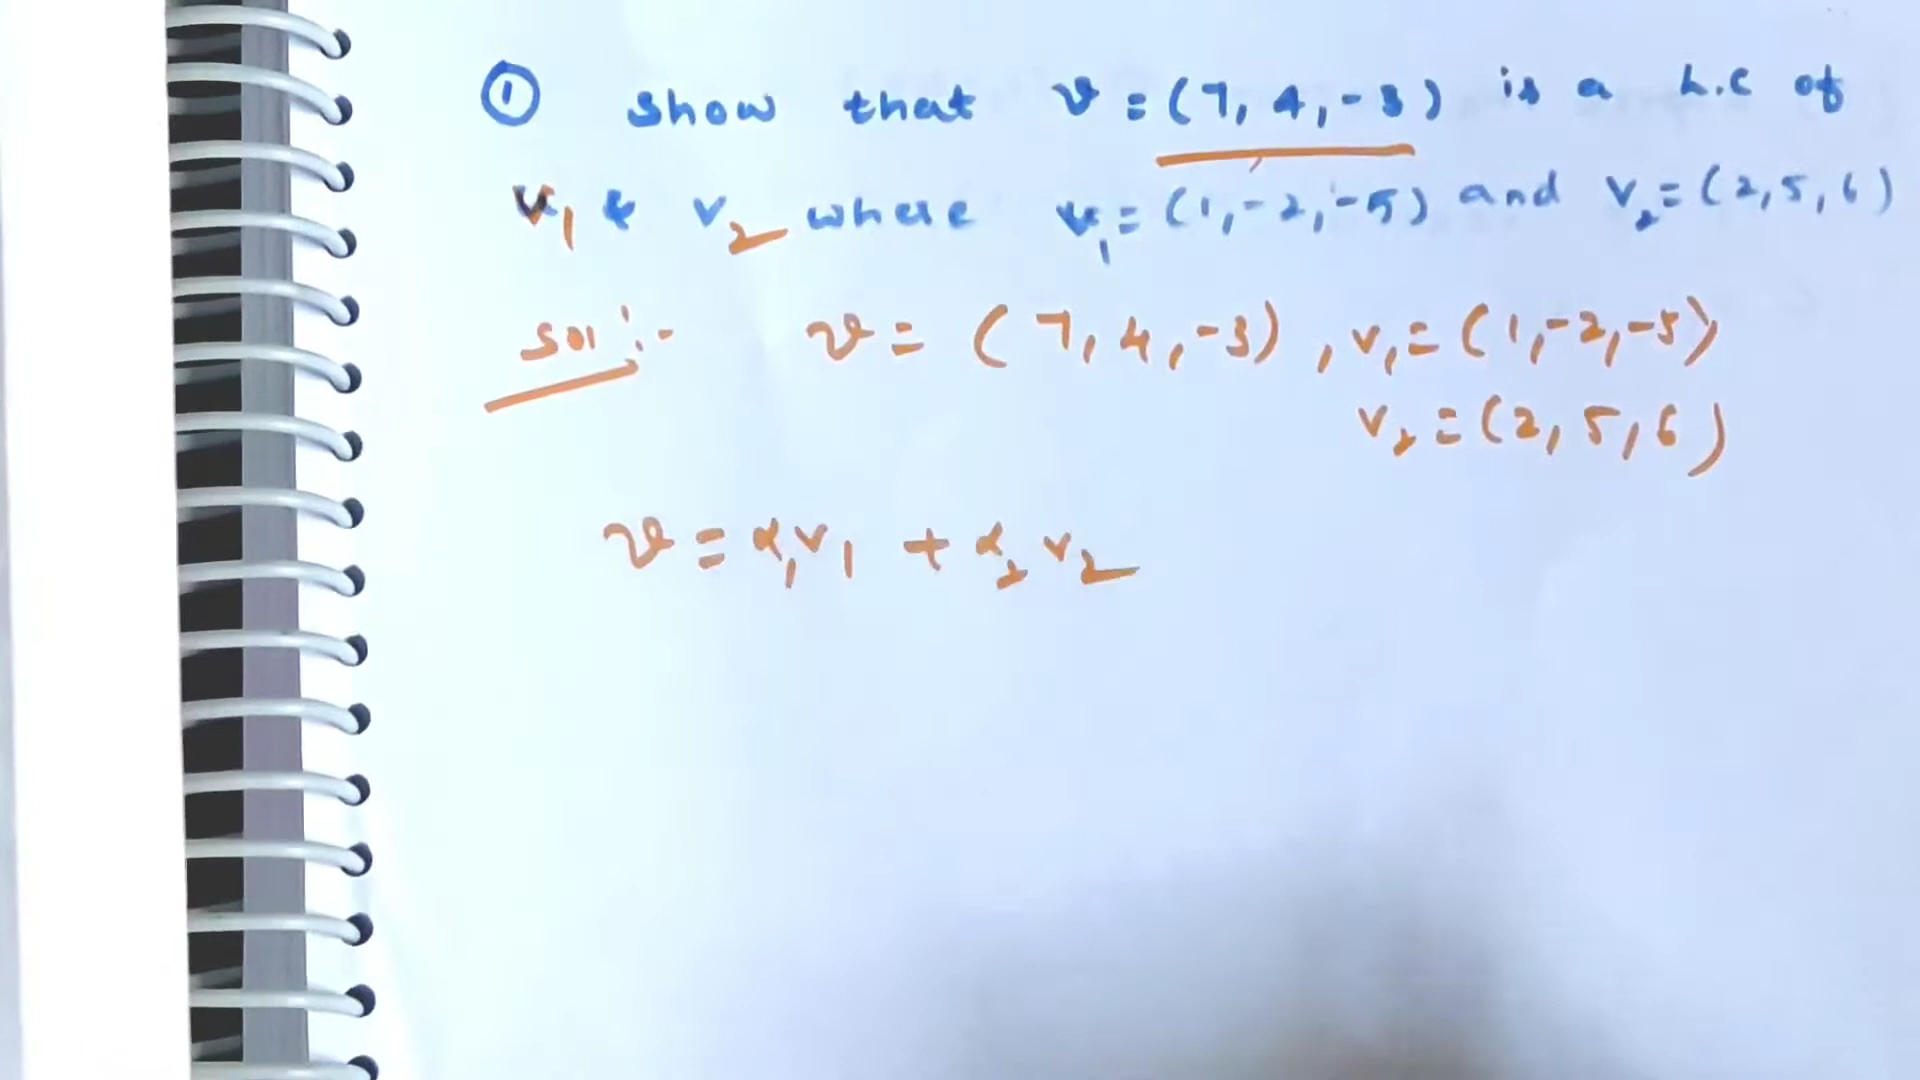 ① Show that v = (7, 4, -3) is a L.C of
v₁ & v₂ where v₁ = (1, -2, -5) and v₂ = (2, 5, 6)
Sol :- v = (7, 4, -3), v₁ = (1, -2, -5)
v₂ = (2, 5, 6)
v = α₁v₁ + α₂v₂